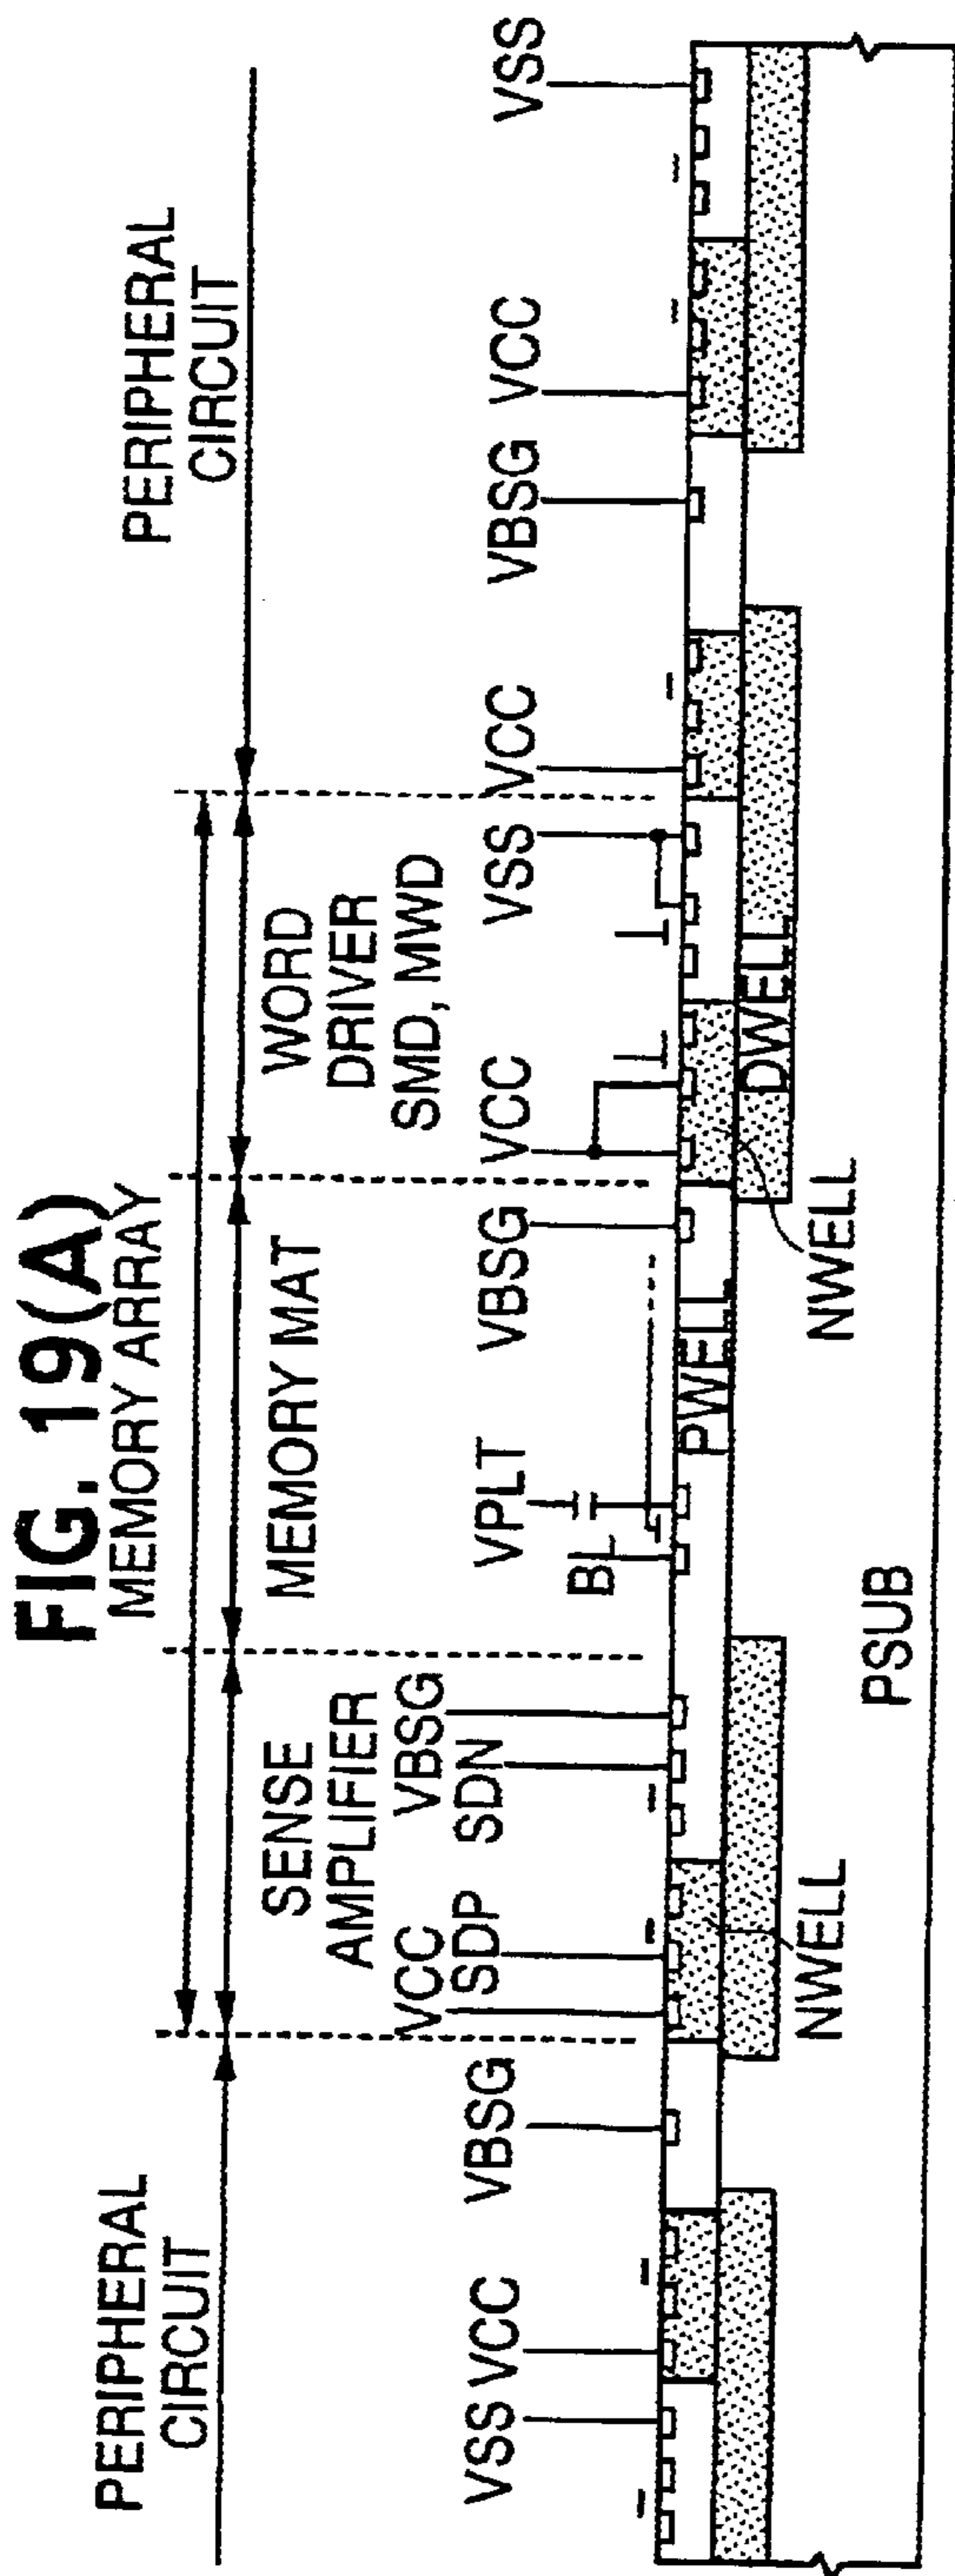 FIG. 19(A)
MEMORY ARRAY
PERIPHERAL
CIRCUIT
SENSE
AMPLIFIER
MEMORY MAT
WORD
DRIVER
SMD, MWD
PERIPHERAL
CIRCUIT
VSS
VCC
VBSG
VCC
SDP
SDN
VBSG
BL
VPLT
VBSG
VCC
VSS
VCC
VBSG
VCC
VSS
PWELL
DWELL
NWELL
NWELL
PSUB